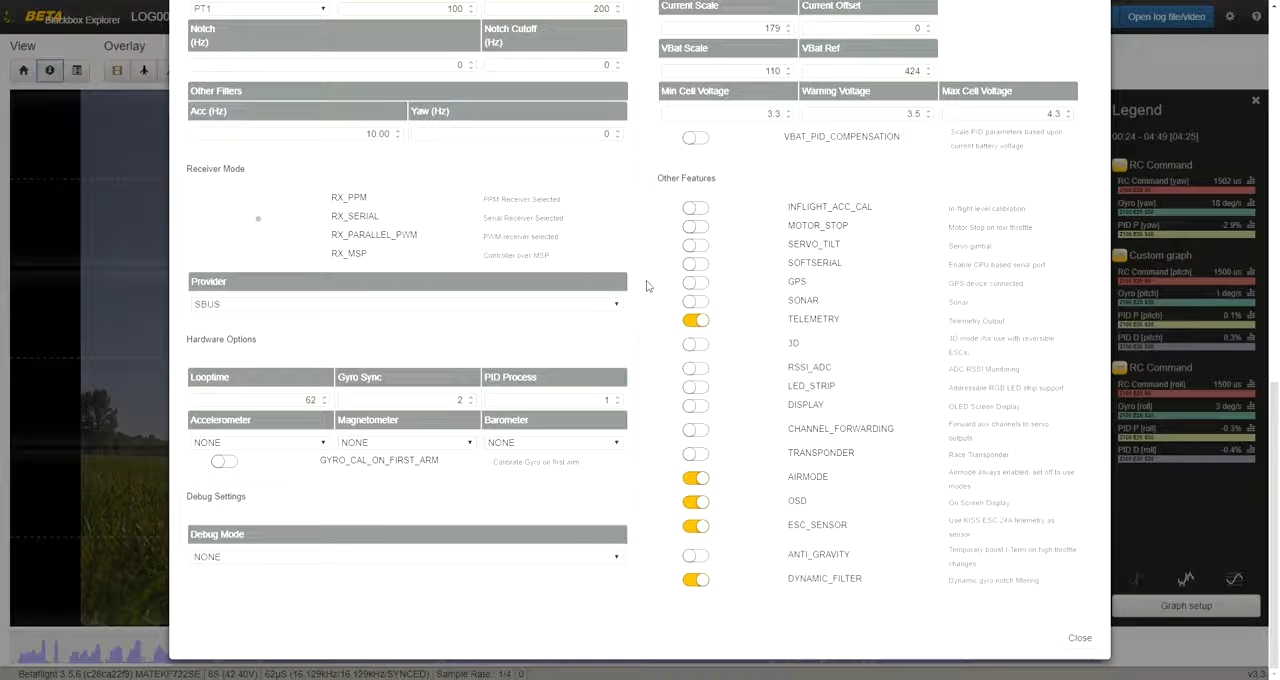 BETA Blackbox Explorer LOG00
Open log file/video
View Overlay
PT1 100 200
Notch (Hz) Notch Cutoff (Hz)
0 0
Other Filters
Acc (Hz) Yaw (Hz)
10.00 0
Receiver Mode
RX_PPM PPM Receiver Selected
RX_SERIAL Serial Receiver Selected
RX_PARALLEL_PWM PWM receiver selected
RX_MSP Controller over MSP
Provider
SBUS
Hardware Options
Looptime Gyro Sync PID Process
62 2 1
Accelerometer Magnetometer Barometer
NONE NONE NONE
GYRO_CAL_ON_FIRST_ARM Calibrate Gyro on first arm
Debug Settings
Debug Mode
NONE
Current Scale Current Offset
179 0
VBat Scale VBat Ref
110 424
Min Cell Voltage Warning Voltage Max Cell Voltage
3.3 3.5 4.3
VBAT_PID_COMPENSATION Scale PID parameters based upon
current battery voltage
Other Features
INFLIGHT_ACC_CAL In-flight level calibration
MOTOR_STOP Motor Stop on low throttle
SERVO_TILT Servo gimbal
SOFTSERIAL Enable CPU based serial port
GPS GPS device connected
SONAR Sonar
TELEMETRY Telemetry Output
3D 3D mode (for use with reversible
ESCs,
RSSI_ADC ADC RSSI Monitoring
LED_STRIP Addressible RGB LED strip support
DISPLAY OLED Screen Display
CHANNEL_FORWARDING Forward aux channels to servo
outputs
TRANSPONDER Race Transponder
AIRMODE Airmode always enabled, set off to use
modes
OSD On Screen Display
ESC_SENSOR Use KISS ESC 24A telemetry as
sensor
ANTI_GRAVITY Temporary boost I-Term on high throttle
changes
DYNAMIC_FILTER Dynamic gyro notch filtering
Close
Legend
00:24 - 04:49 [04:25]
RC Command
RC Command [yaw] 1502 us
Gyro [yaw] 18 deg/s
PID P [yaw] -2.9%
Custom graph
RC Command [pitch] 1500 us
Gyro [pitch] 1 deg/s
PID P [pitch] 0.1%
PID D [pitch] 0.3%
RC Command
RC Command [roll] 1500 us
Gyro [roll] 3 deg/s
PID P [roll] -0.3%
PID D [roll] -0.4%
Graph setup
Betaflight 3.5.6 (c28ca22f9) MATEKF722SE | 6S (42.40V) | 62µS (16.129kHz/16.129kHz/SYNCED) | Sample Rate : 1/4 | 0
v3.3